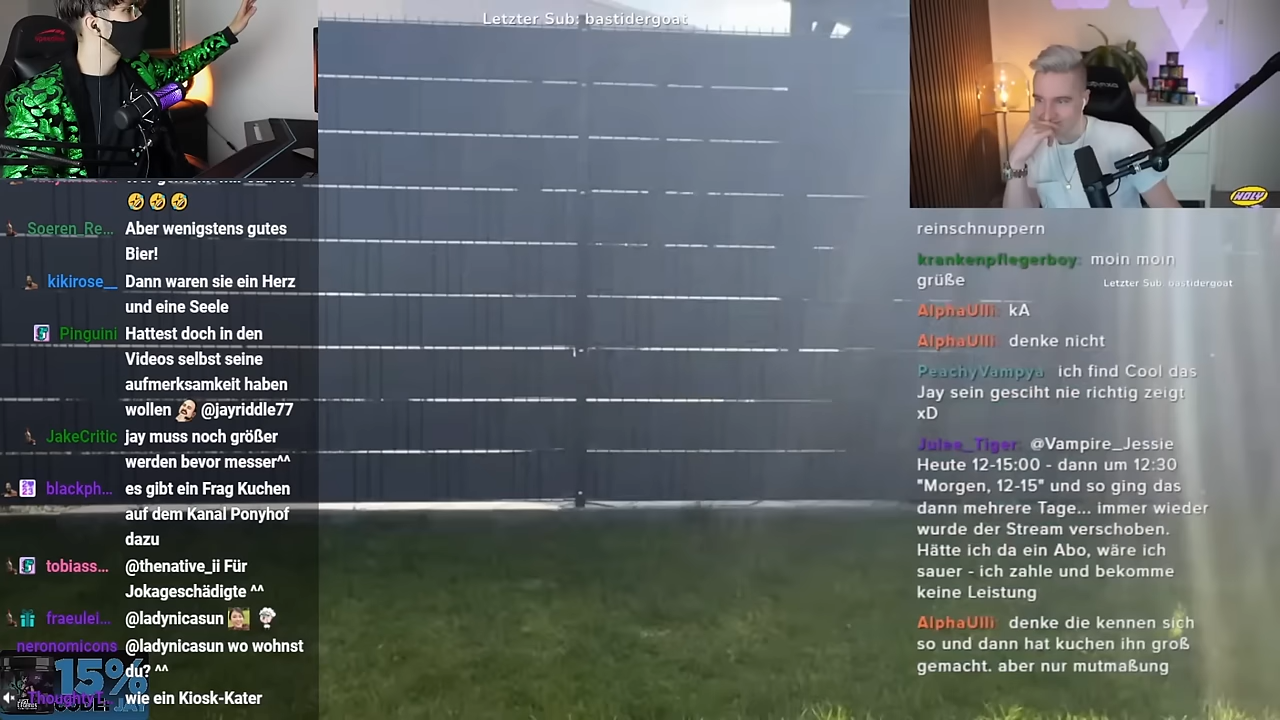 Letzter Sub: bastidergoat
HOLY
Soeren_Re... Aber wenigstens gutes
Bier!
kikirose__ Dann waren sie ein Herz
und eine Seele
Pinguini Hattest doch in den
Videos selbst seine
aufmerksamkeit haben
wollen @jayriddle77
JakeCritic jay muss noch größer
werden bevor messer^^
blackph... es gibt ein Frag Kuchen
auf dem Kanal Ponyhof
dazu
tobiass... @thenative_ii Für
Jokageschädigte ^^
fraeulei... @ladynicasun
neronomicons @ladynicasun wo wohnst
du? ^^
15%
wie ein Kiosk-Kater
reinschnuppern
krankenpflegerboy: moin moin
grüße
Letzter Sub: bastidergoat
AlphaUlli: kA
AlphaUlli: denke nicht
PeachyVampya: ich find Cool das
Jay sein gesciht nie richtig zeigt
xD
Julee_Tiger: @Vampire_Jessie
Heute 12-15:00 - dann um 12:30
"Morgen, 12-15" und so ging das
dann mehrere Tage... immer wieder
wurde der Stream verschoben.
Hätte ich da ein Abo, wäre ich
sauer - ich zahle und bekomme
keine Leistung
AlphaUlli: denke die kennen sich
so und dann hat kuchen ihn groß
gemacht. aber nur mutmaßung